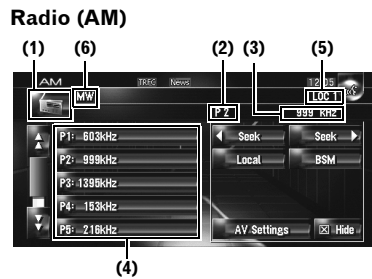 Radio (AM)
(1) (6) (2) (3) (5)
AM TRFC News 12:05
MW LOC 1
P 2 999 kHz
P1: 603kHz Seek Seek
P2: 999kHz Local BSM
P3: 1395kHz
P4: 153kHz
P5: 216kHz AV Settings Hide
(4)